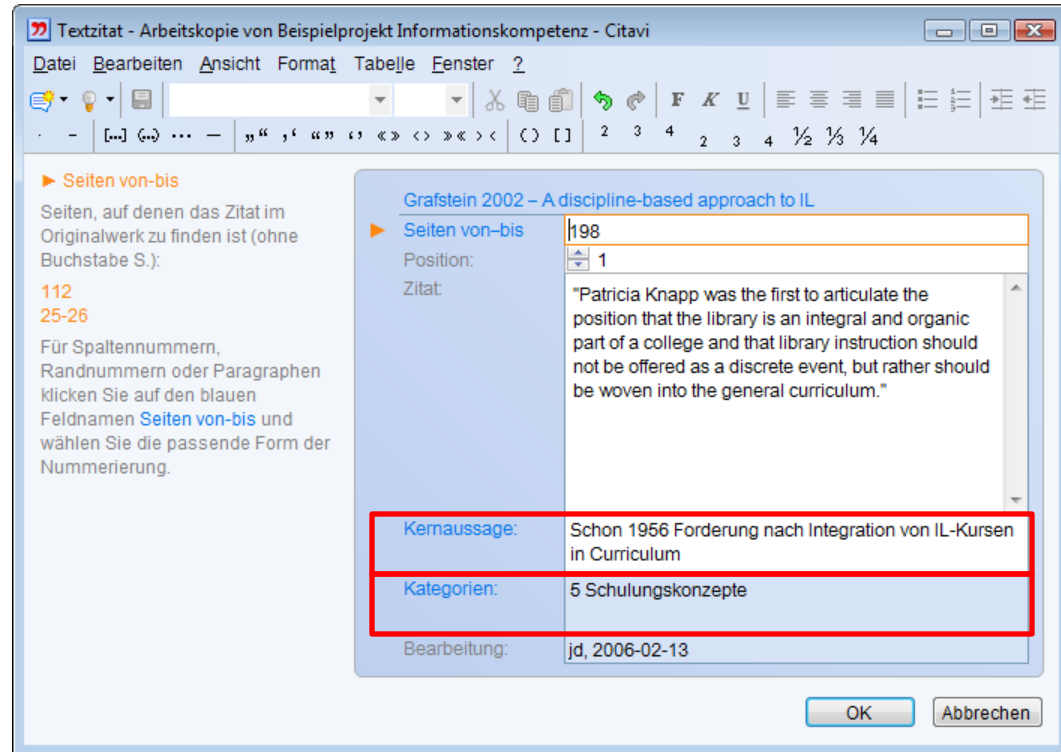 Textzitat - Arbeitskopie von Beispielprojekt Informationskompetenz - Citavi
Datei Bearbeiten Ansicht Format Tabelle Fenster ?
F K U
· - [...] (...) ··· — „“ ‚‘ “” ‘’ «» ‹› »« ›‹ () [] 2 3 4 2 3 4 ½ ⅓ ¼
► Seiten von-bis
Seiten, auf denen das Zitat im
Originalwerk zu finden ist (ohne
Buchstabe S.):
112
25-26
Für Spaltennummern,
Randnummern oder Paragraphen
klicken Sie auf den blauen
Feldnamen Seiten von-bis und
wählen Sie die passende Form der
Nummerierung.
Grafstein 2002 – A discipline-based approach to IL
► Seiten von–bis 198
Position: 1
Zitat: "Patricia Knapp was the first to articulate the
position that the library is an integral and organic
part of a college and that library instruction should
not be offered as a discrete event, but rather should
be woven into the general curriculum."
Kernaussage: Schon 1956 Forderung nach Integration von IL-Kursen
in Curriculum
Kategorien: 5 Schulungskonzepte
Bearbeitung: jd, 2006-02-13
OK Abbrechen